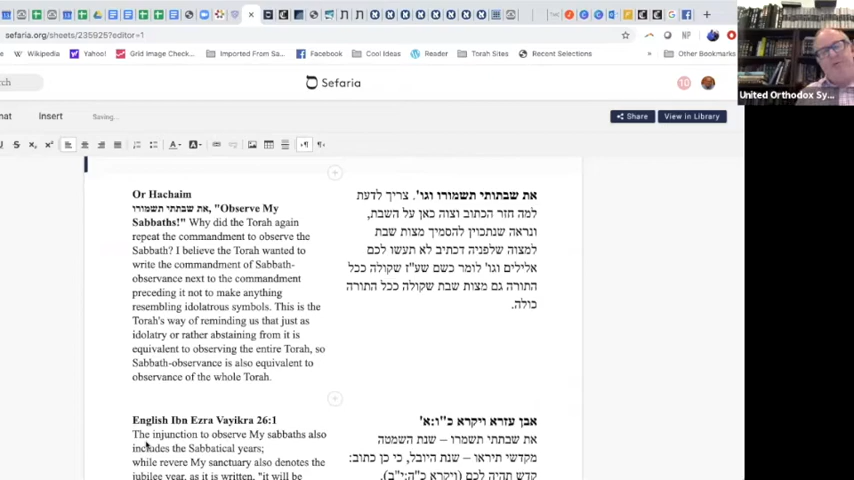 sefaria.org/sheets/235925?editor=1
Wikipedia
Yahoo!
Grid Image Check...
Imported From Sa...
Facebook
Cool Ideas
Reader
Torah Sites
Recent Selections
Other Bookmarks
NP
rch
Sefaria
10
United Orthodox Sy...
mat
Insert
Saving...
Share
View in Library
Or Hachaim
את שבתתי תשמורו, "Observe My
Sabbaths!" Why did the Torah again
repeat the commandment to observe the
Sabbath? I believe the Torah wanted to
write the commandment of Sabbath-
observance next to the commandment
preceding it not to make anything
resembling idolatrous symbols. This is the
Torah's way of reminding us that just as
idolatry or rather abstaining from it is
equivalent to observing the entire Torah, so
Sabbath-observance is also equivalent to
observance of the whole Torah.
את שבתותי תשמורו וגו'. צריך לדעת
למה חזר הכתוב וצוה כאן על השבת,
ונראה שנתכוין להסמיך מצות שבת
למצוה שלפניה דכתיב לא תעשו לכם
אלילים וגו' לומר כשם שע"ז שקולה ככל
התורה גם מצות שבת שקולה ככל התורה
כולה.
English Ibn Ezra Vayikra 26:1
The injunction to observe My sabbaths also
includes the Sabbatical years;
while revere My sanctuary also denotes the
jubilee year, as it is written, "it will be
אבן עזרא ויקרא כ"ו:א'
את שבתתי תשמרו – שנת השמטה
מקדשי תיראו – שנת היובל, כי כן כתוב:
קדש תהיה לכם (ויקרא כ"ה:י"ב).